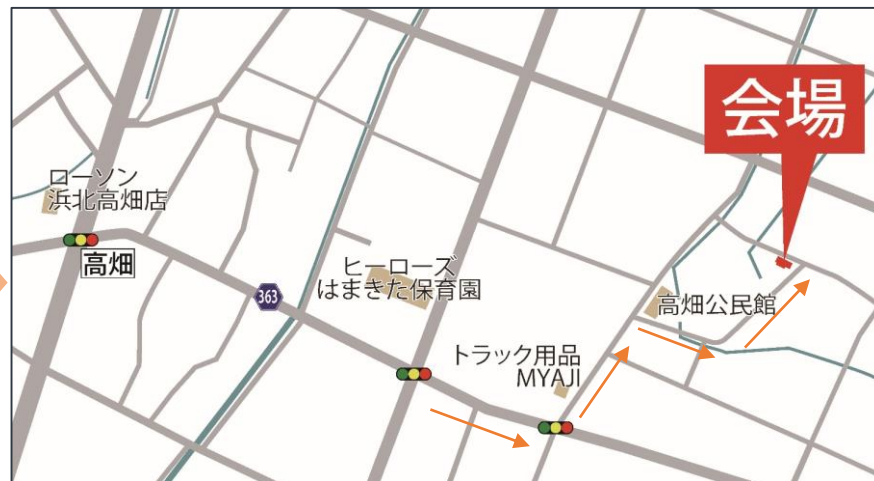 会場
ローソン
浜北高畑店
高畑
363
ヒーローズ
はまきた保育園
高畑公民館
トラック用品
MYAJI